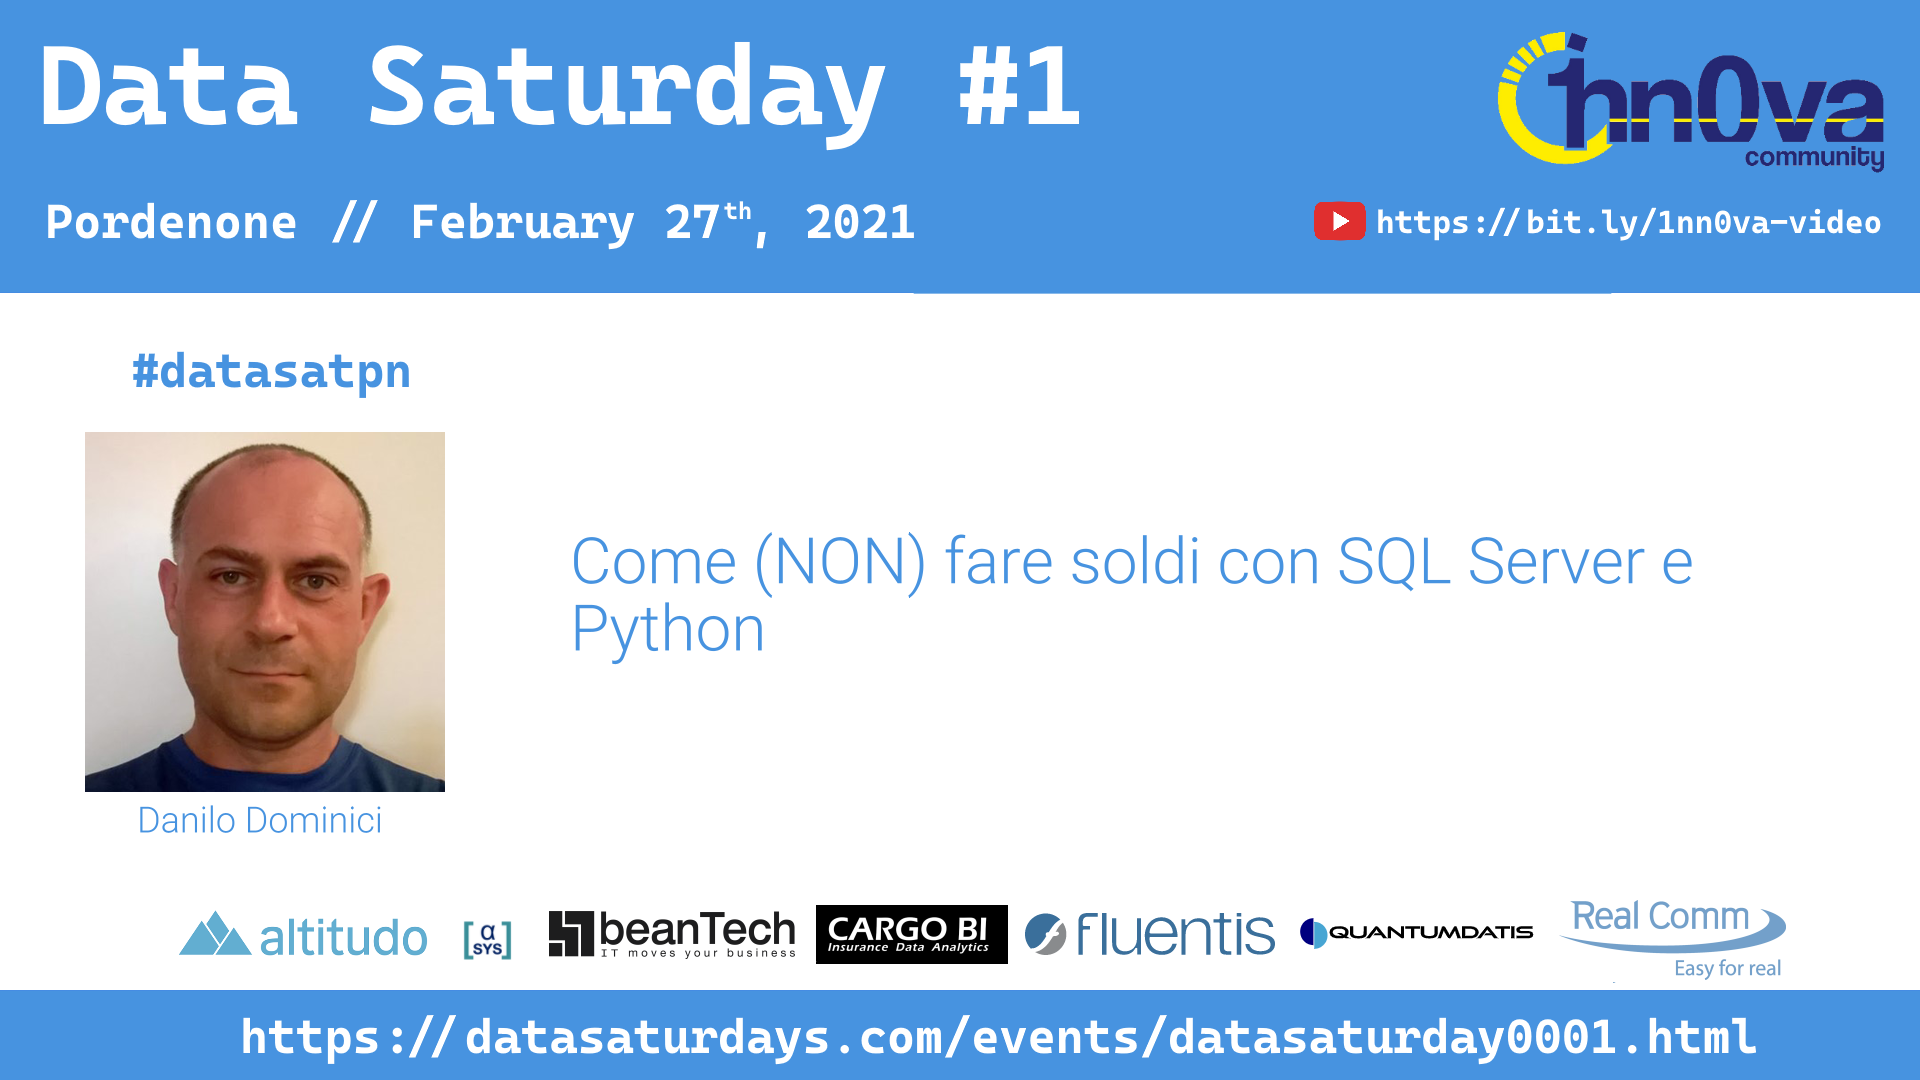 Data Saturday #1
1nn0va
community
Pordenone // February 27th, 2021
https://bit.ly/1nn0va-video
#datasatpn
Come (NON) fare soldi con SQL Server e
Python
Danilo Dominici
altitudo
[α SYS]
beanTech
IT moves your business
CARGO BI
Insurance Data Analytics
fluentis
QUANTUMDATIS
Real Comm
Easy for real
https://datasaturdays.com/events/datasaturday0001.html